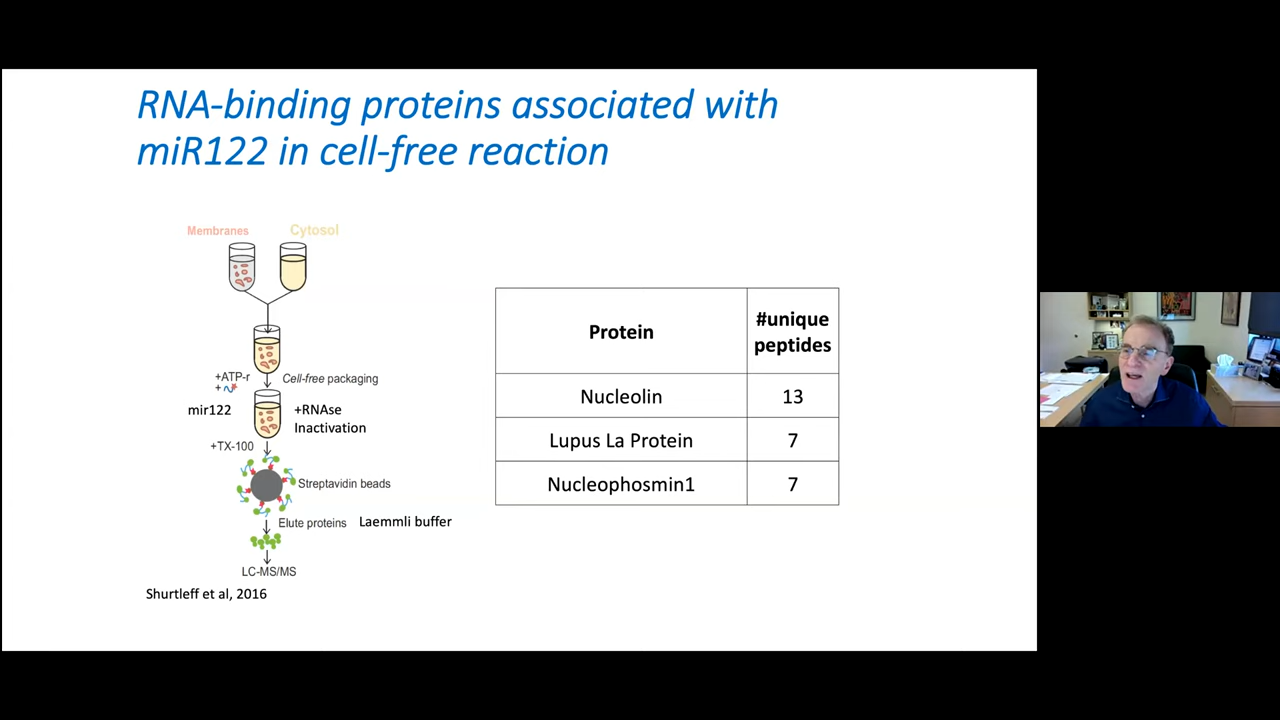 RNA-binding proteins associated with
miR122 in cell-free reaction
Membranes
Cytosol
+ATP-r
+
Cell-free packaging
mir122
+RNAse
Inactivation
+TX-100
Streptavidin beads
Elute proteins
Laemmli buffer
LC-MS/MS
Shurtleff et al, 2016
Protein
#unique
peptides
Nucleolin
13
Lupus La Protein
7
Nucleophosmin1
7